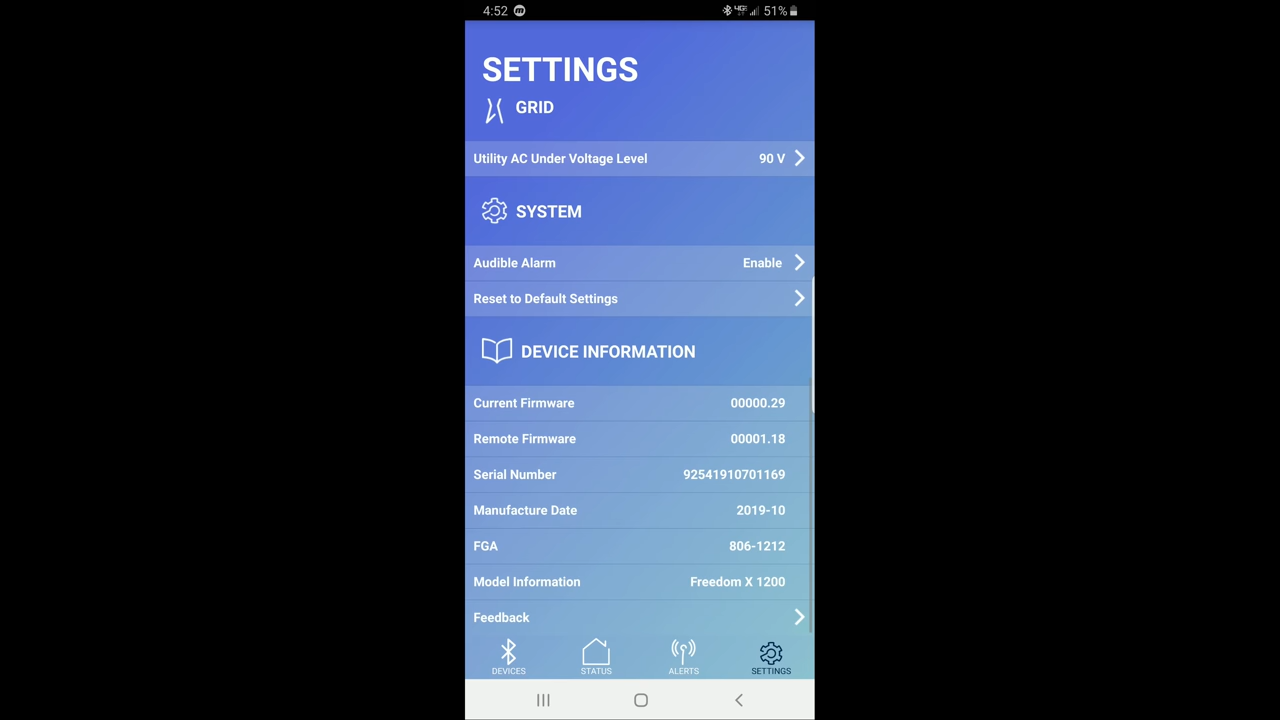 4:52 m 4G 51%
SETTINGS
GRID
Utility AC Under Voltage Level 90 V
SYSTEM
Audible Alarm Enable
Reset to Default Settings
DEVICE INFORMATION
Current Firmware 00000.29
Remote Firmware 00001.18
Serial Number 92541910701169
Manufacture Date 2019-10
FGA 806-1212
Model Information Freedom X 1200
Feedback
DEVICES STATUS ALERTS SETTINGS